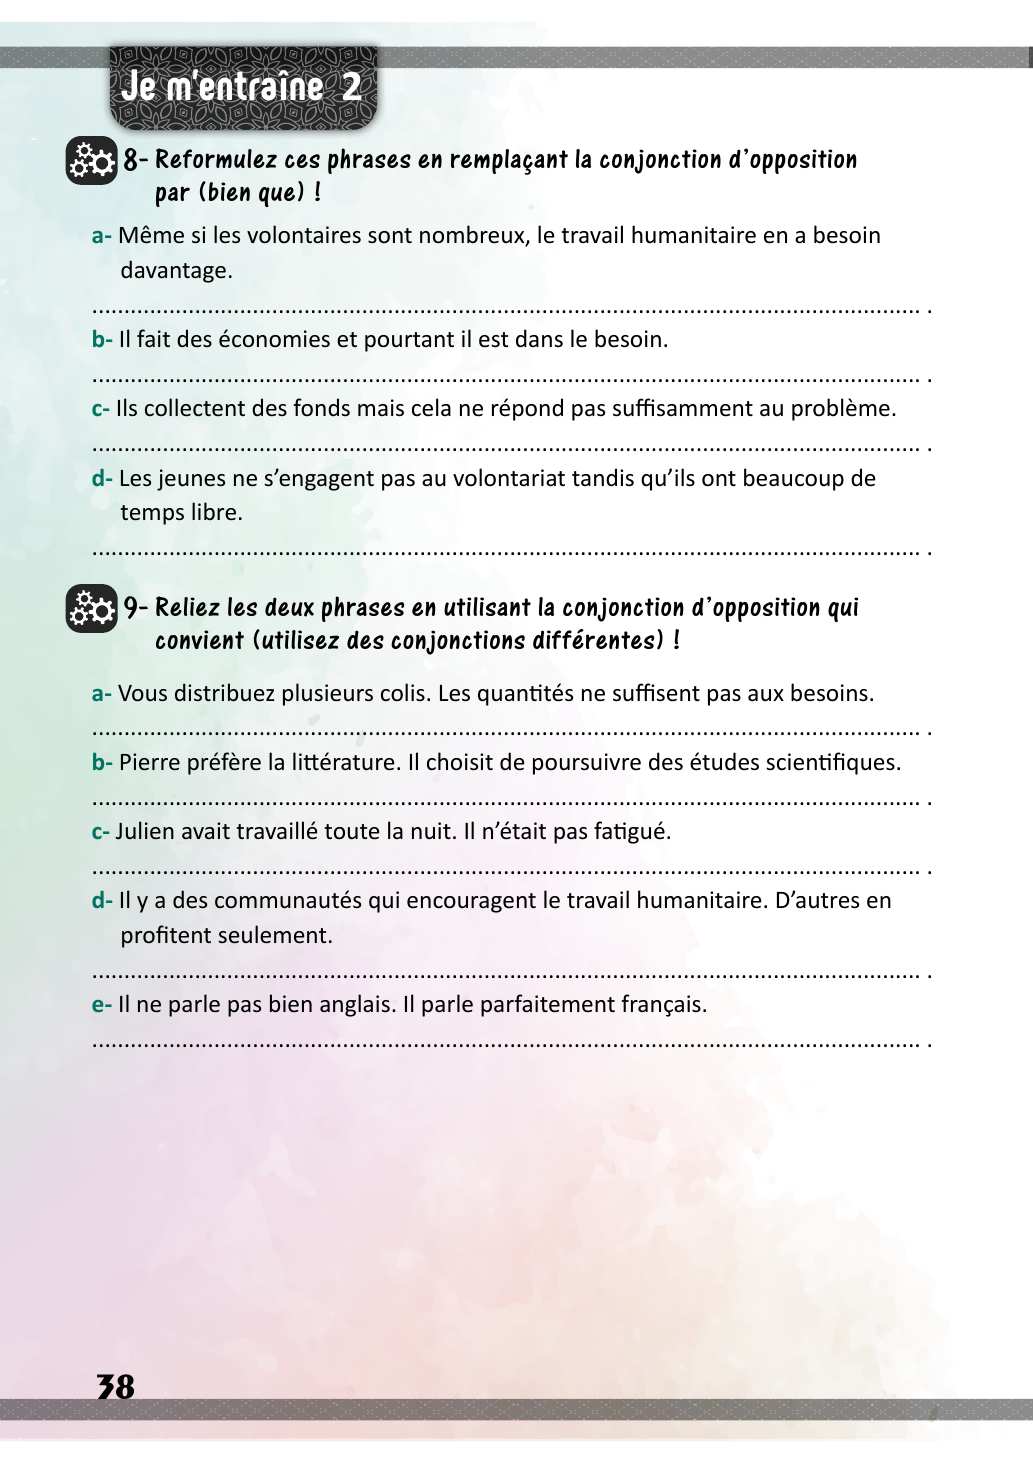 Je m'entraîne 2
8- Reformulez ces phrases en remplaçant la conjonction d'opposition
par (bien que) !
a- Même si les volontaires sont nombreux, le travail humanitaire en a besoin
davantage.
.................................................................................................................................. .
b- Il fait des économies et pourtant il est dans le besoin.
.................................................................................................................................. .
c- Ils collectent des fonds mais cela ne répond pas suffisamment au problème.
.................................................................................................................................. .
d- Les jeunes ne s'engagent pas au volontariat tandis qu'ils ont beaucoup de
temps libre.
.................................................................................................................................. .
9- Reliez les deux phrases en utilisant la conjonction d'opposition qui
convient (utilisez des conjonctions différentes) !
a- Vous distribuez plusieurs colis. Les quantités ne suffisent pas aux besoins.
.................................................................................................................................. .
b- Pierre préfère la littérature. Il choisit de poursuivre des études scientifiques.
.................................................................................................................................. .
c- Julien avait travaillé toute la nuit. Il n'était pas fatigué.
.................................................................................................................................. .
d- Il y a des communautés qui encouragent le travail humanitaire. D'autres en
profitent seulement.
.................................................................................................................................. .
e- Il ne parle pas bien anglais. Il parle parfaitement français.
.................................................................................................................................. .
38